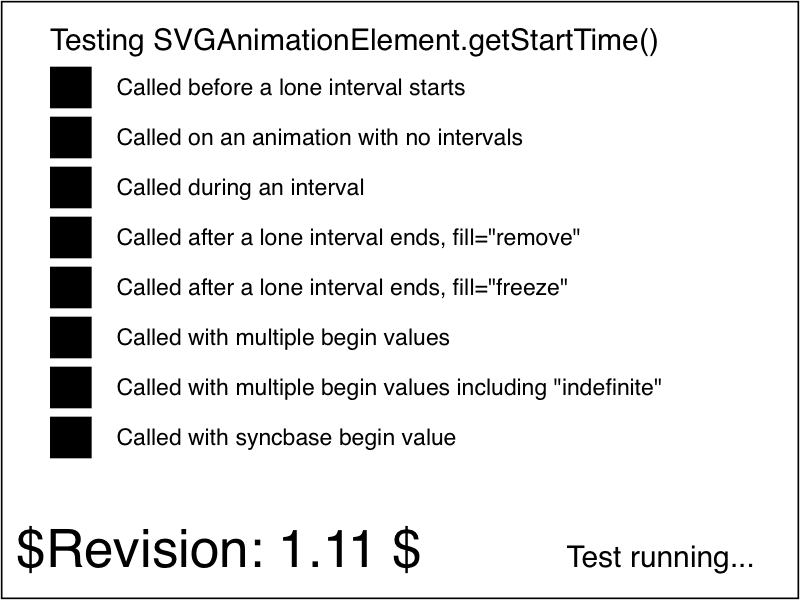 Testing SVGAnimationElement.getStartTime()
Called before a lone interval starts
Called on an animation with no intervals
Called during an interval
Called after a lone interval ends, fill="remove"
Called after a lone interval ends, fill="freeze"
Called with multiple begin values
Called with multiple begin values including "indefinite"
Called with syncbase begin value
$Revision: 1.11 $
Test running...